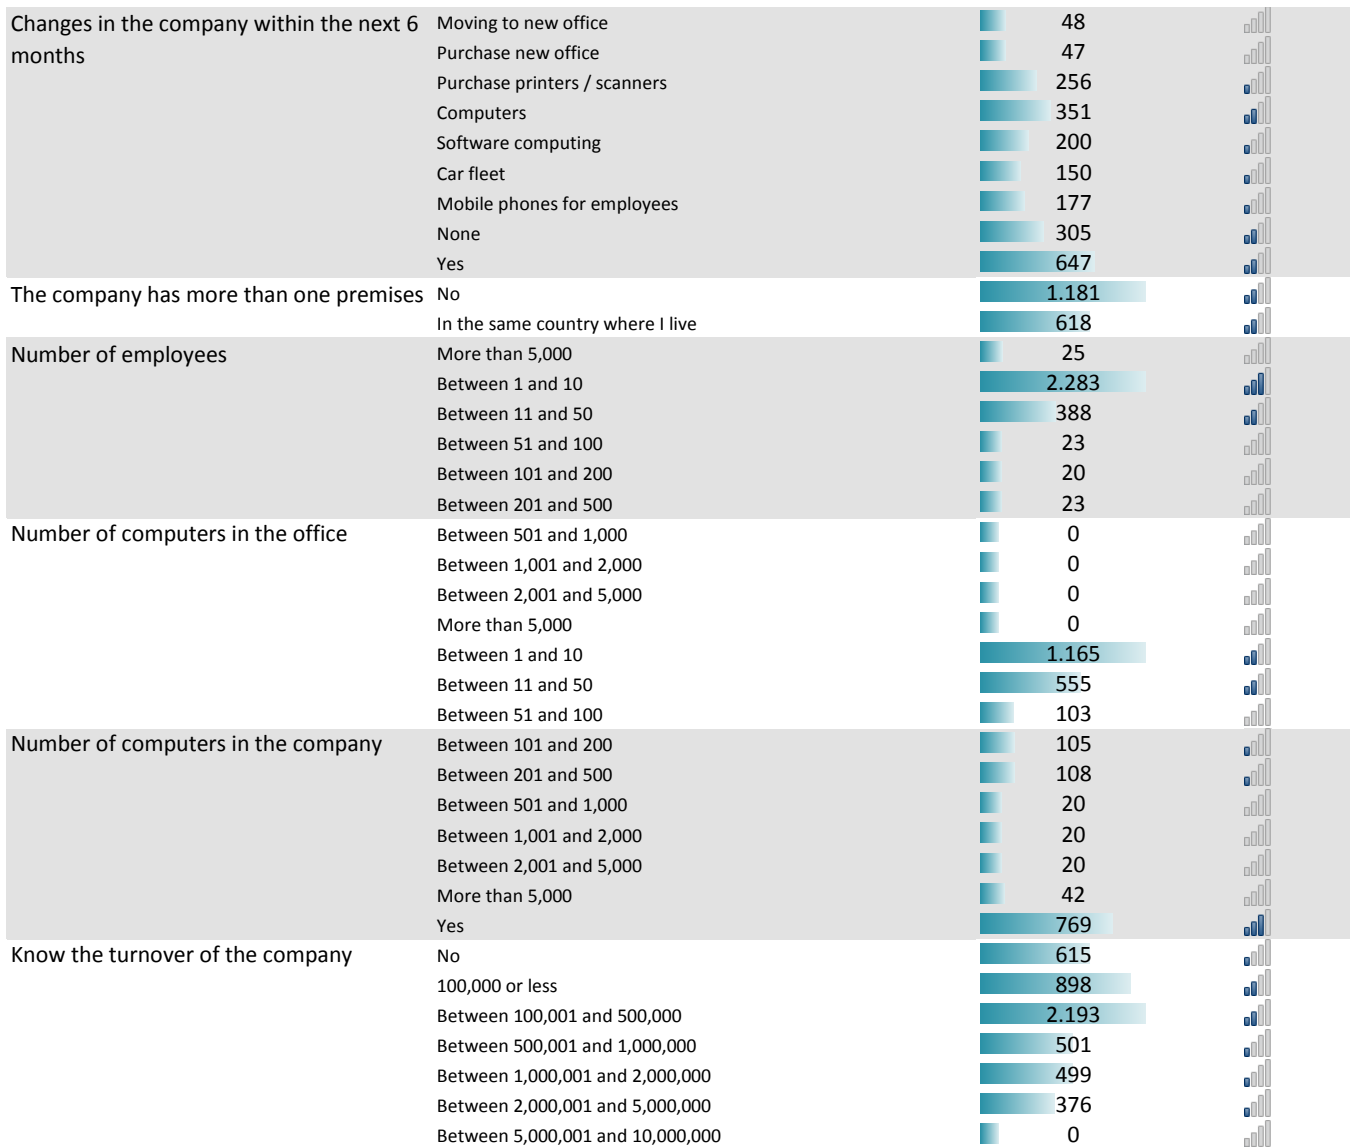 Changes in the company within the next 6 months
Moving to new office 48
Purchase new office 47
Purchase printers / scanners 256
Computers 351
Software computing 200
Car fleet 150
Mobile phones for employees 177
None 305
Yes 647
The company has more than one premises No 1.181
In the same country where I live 618
Number of employees More than 5,000 25
Between 1 and 10 2.283
Between 11 and 50 388
Between 51 and 100 23
Between 101 and 200 20
Between 201 and 500 23
Number of computers in the office Between 501 and 1,000 0
Between 1,001 and 2,000 0
Between 2,001 and 5,000 0
More than 5,000 0
Between 1 and 10 1.165
Between 11 and 50 555
Between 51 and 100 103
Number of computers in the company Between 101 and 200 105
Between 201 and 500 108
Between 501 and 1,000 20
Between 1,001 and 2,000 20
Between 2,001 and 5,000 20
More than 5,000 42
Yes 769
Know the turnover of the company No 615
100,000 or less 898
Between 100,001 and 500,000 2.193
Between 500,001 and 1,000,000 501
Between 1,000,001 and 2,000,000 499
Between 2,000,001 and 5,000,000 376
Between 5,000,001 and 10,000,000 0